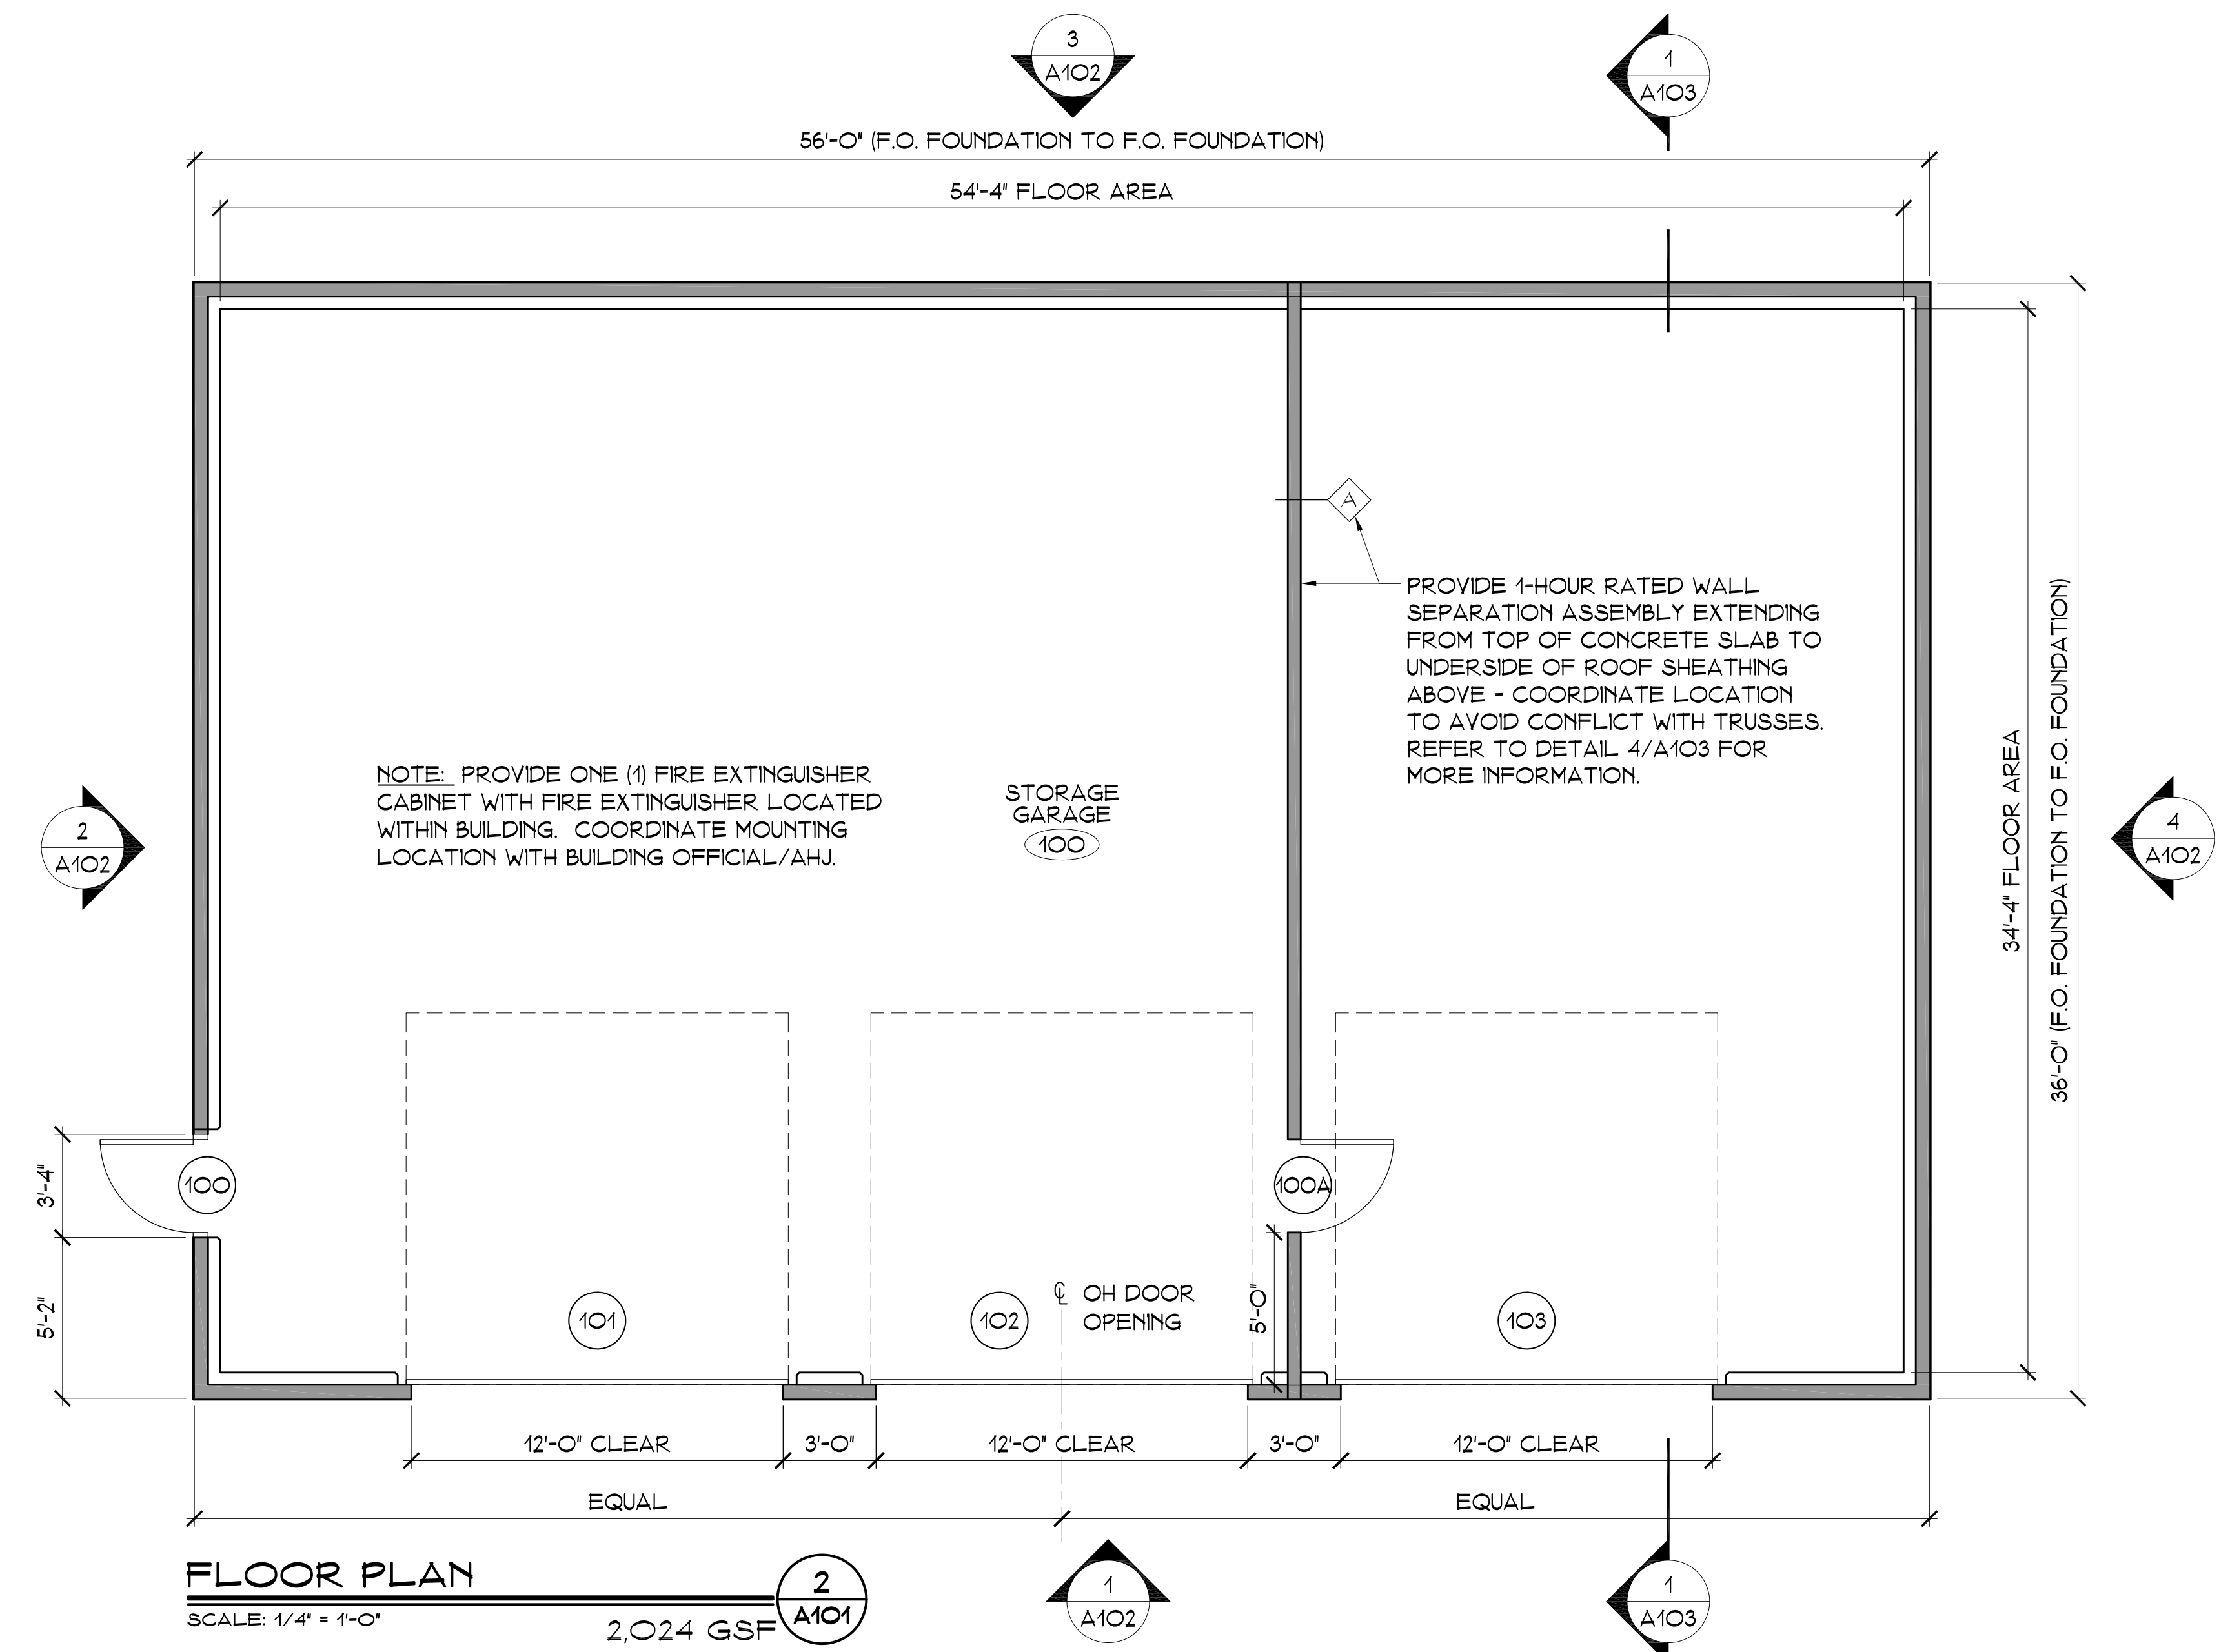 3
A102
1
A103
56'-0" (F.O. FOUNDATION TO F.O. FOUNDATION)
54'-4" FLOOR AREA
A
PROVIDE 1-HOUR RATED WALL
SEPARATION ASSEMBLY EXTENDING
FROM TOP OF CONCRETE SLAB TO
UNDERSIDE OF ROOF SHEATHING
ABOVE - COORDINATE LOCATION
TO AVOID CONFLICT WITH TRUSSES.
REFER TO DETAIL 4/A103 FOR
MORE INFORMATION.
NOTE: PROVIDE ONE (1) FIRE EXTINGUISHER
CABINET WITH FIRE EXTINGUISHER LOCATED
WITHIN BUILDING. COORDINATE MOUNTING
LOCATION WITH BUILDING OFFICIAL/AHJ.
STORAGE
GARAGE
100
2
A102
34'-4" FLOOR AREA
36'-0" (F.O. FOUNDATION TO F.O. FOUNDATION)
4
A102
3'-4"
100
100A
5'-2"
101
102
℄ OH DOOR
OPENING
5'-0"
103
12'-0" CLEAR
3'-0"
12'-0" CLEAR
3'-0"
12'-0" CLEAR
EQUAL
EQUAL
FLOOR PLAN
SCALE: 1/4" = 1'-0"
2,024 GSF
2
A101
1
A102
1
A103